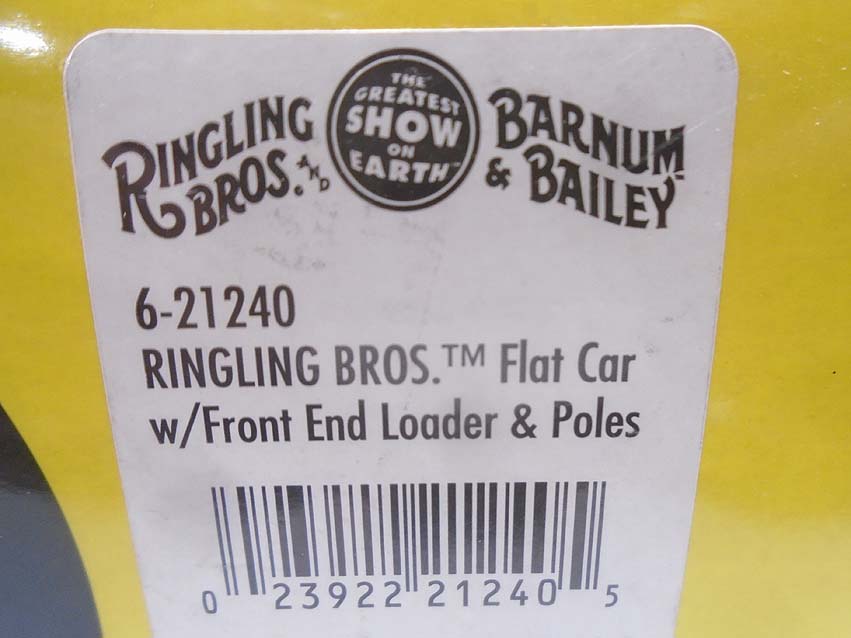 RINGLING
BROS. AND
THE
GREATEST
SHOW
ON
EARTH™
BARNUM
& BAILEY
6-21240
RINGLING BROS.™ Flat Car
w/Front End Loader & Poles
0 23922 21240 5